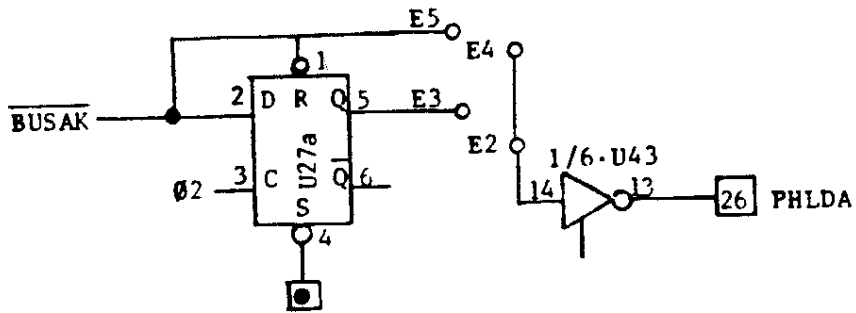 E5
E4
1
2 D R Q 5 E3
BUSAK
E2
U27a
1/6·U43
Ø2 3 C Q 6
14 13 26 PHLDA
S
4